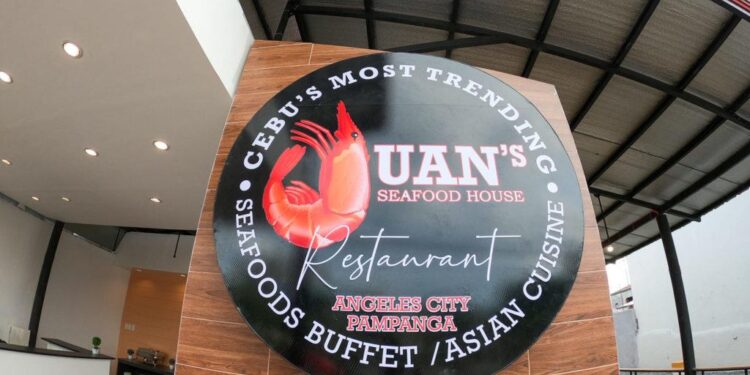 • CEBU'S MOST TRENDING •
UAN's
SEAFOOD HOUSE
Restaurant
ANGELES CITY
PAMPANGA
SEAFOODS BUFFET / ASIAN CUISINE